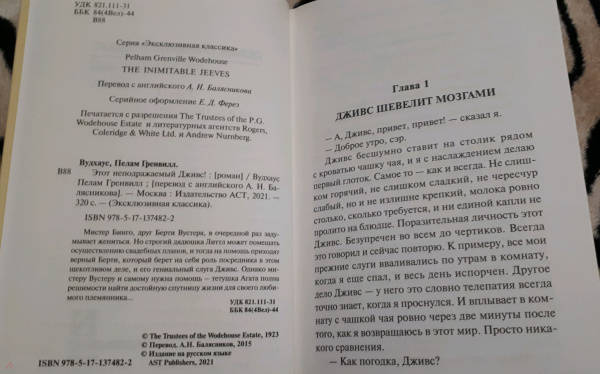 УДК 821.111-31
ББК 84(4Вел)-44
В88
Серия «Эксклюзивная классика»
Pelham Grenville Wodehouse
THE INIMITABLE JEEVES
Перевод с английского А. Н. Балясникова
Серийное оформление Е. Д. Ферез
Печатается с разрешения The Trustees of the P.G.
Wodehouse Estate и литературных агентств Rogers,
Coleridge & White Ltd. и Andrew Nurnberg.
Вудхаус, Пелам Гренвилл.
В88 Этот неподражаемый Дживс! : [роман] / Вудхаус
Пелам Гренвилл ; [перевод с английского А. Н. Ба-
лясникова]. — Москва : Издательство АСТ, 2021. —
320 с. — (Эксклюзивная классика).
ISBN 978-5-17-137482-2
Мистер Бинго, друг Берти Вустера, в очередной раз заду-
мывает жениться. Но строгий дядюшка Литтл может помешать
осуществлению свадебных планов, и тогда на помощь приходит
верный Берти, который берет на себя роль посредника в этом
щекотливом деле, и его гениальный слуга Дживс. Однако ми-
стеру Вустеру и самому нужна помощь — тетушка Агата полна
решимости найти достойную спутницу жизни для своего люби-
мого племянника...
УДК 821.111-31
ББК 84(4Вел)-44
© The Trustees of the Wodehouse Estate, 1923
© Перевод. А.Н. Балясников, 2015
© Издание на русском языке
ISBN 978-5-17-137482-2 AST Publishers, 2021
Глава 1
ДЖИВС ШЕВЕЛИТ МОЗГАМИ
— А, Дживс, привет, привет! — сказал я.
— Доброе утро, сэр.
Дживс бесшумно ставит на столик рядом
с кроватью чашку чая, и я с наслаждением делаю
первый глоток. Самое то — как и всегда. Не слиш-
ком горячий, не слишком сладкий, не чересчур
слабый, но и не излишне крепкий, молока ровно
столько, сколько требуется, и ни единой капли не
пролито на блюдце. Поразительная личность этот
Дживс. Безупречен во всем до чертиков. Всегда
это говорил и сейчас повторю. К примеру, все мои
прежние слуги вваливались по утрам в комнату,
когда я еще спал, и весь день испорчен. Другое
дело Дживс — у него это словно телепатия всегда
точно знает, когда я проснулся. И вплывает в ком-
нату с чашкой чая ровно через две минуты после
того, как я возвращаюсь в этот мир. Просто ника-
кого сравнения.
— Как погодка, Дживс?